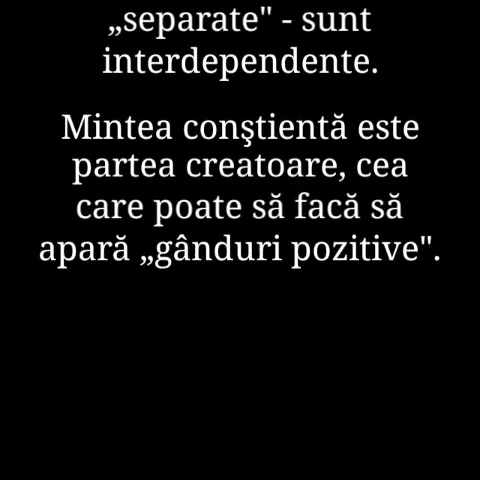 „separate" - sunt
interdependente.
Mintea conştientă este
partea creatoare, cea
care poate să facă să
apară „gânduri pozitive".